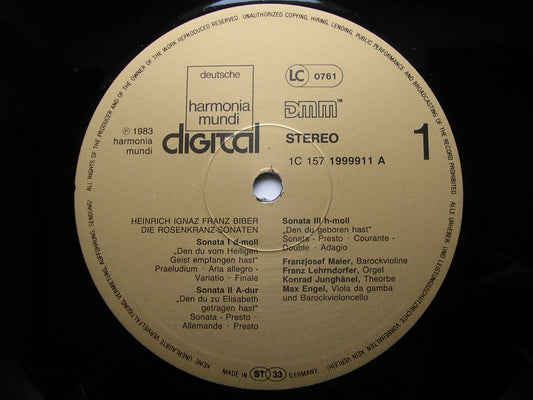 ALL RIGHTS OF THE PRODUCER AND OF THE OWNER OF THE WORK REPRODUCED RESERVED. UNAUTHORIZED COPYING, HIRING, LENDING, PUBLIC PERFORMANCE AND BROADCASTING OF THE RECORD PROHIBITED.
ALLE URHEBER- UND LEISTUNGSSCHUTZRECHTE VORBEHALTEN. KEIN VERLEIH! KEINE UNERLAUBTE VERVIELFÄLTIGUNG, VERMIETUNG, AUFFÜHRUNG, SENDUNG!
deutsche
harmonia
mundi
digital
℗ 1983
harmonia
mundi
LC 0761
DMM™
STEREO
1C 157 1999911 A
1
HEINRICH IGNAZ FRANZ BIBER
DIE ROSENKRANZ-SONATEN
Sonata I d-moll
„Den du vom Heiligen
Geist empfangen hast"
Praeludium · Aria allegro ·
Variatio · Finale
Sonata II A-dur
„Den du zu Elisabeth
getragen hast"
Sonata · Presto ·
Allemande · Presto
Sonata III h-moll
„Den du geboren hast"
Sonata · Presto · Courante ·
Double · Adagio
Franzjosef Maier, Barockvioline
Franz Lehrndorfer, Orgel
Konrad Junghänel, Theorbe
Max Engel, Viola da gamba
und Barockvioloncello
MADE IN ST 33 GERMANY.